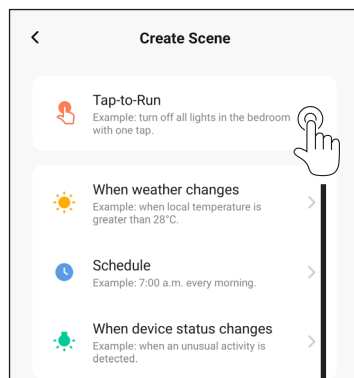 Create Scene
Tap-to-Run
Example: turn off all lights in the bedroom
with one tap.
When weather changes
Example: when local temperature is
greater than 28°C.
Schedule
Example: 7:00 a.m. every morning.
When device status changes
Example: when an unusual activity is
detected.